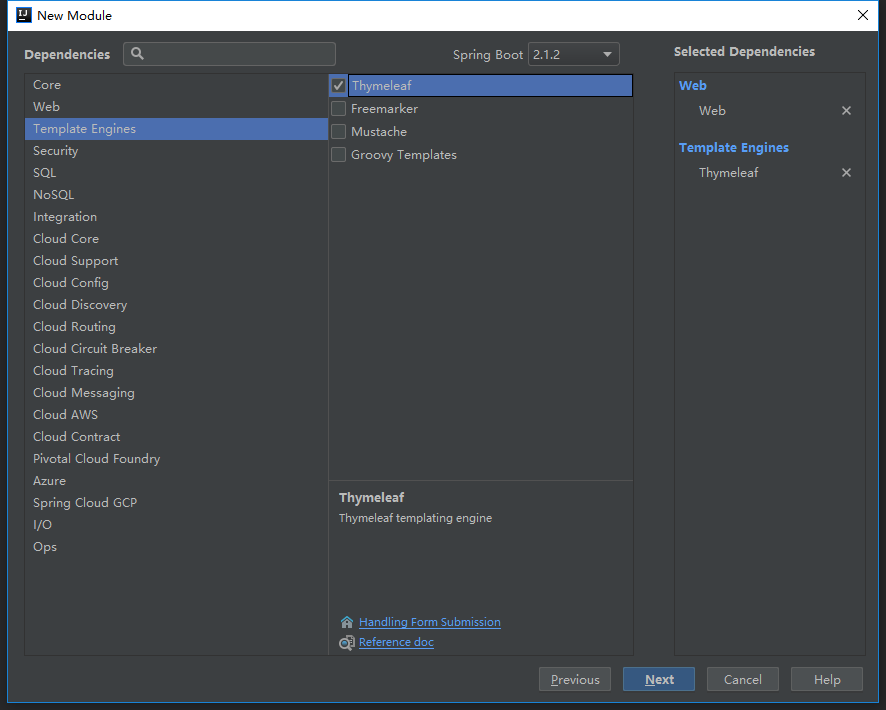 New Module
Dependencies
Spring Boot 2.1.2
Selected Dependencies
Core
Web
Template Engines
Security
SQL
NoSQL
Integration
Cloud Core
Cloud Support
Cloud Config
Cloud Discovery
Cloud Routing
Cloud Circuit Breaker
Cloud Tracing
Cloud Messaging
Cloud AWS
Cloud Contract
Pivotal Cloud Foundry
Azure
Spring Cloud GCP
I/O
Ops
Thymeleaf
Freemarker
Mustache
Groovy Templates
Thymeleaf
Thymeleaf templating engine
Handling Form Submission
Reference doc
Web
Web
Template Engines
Thymeleaf
Previous
Next
Cancel
Help